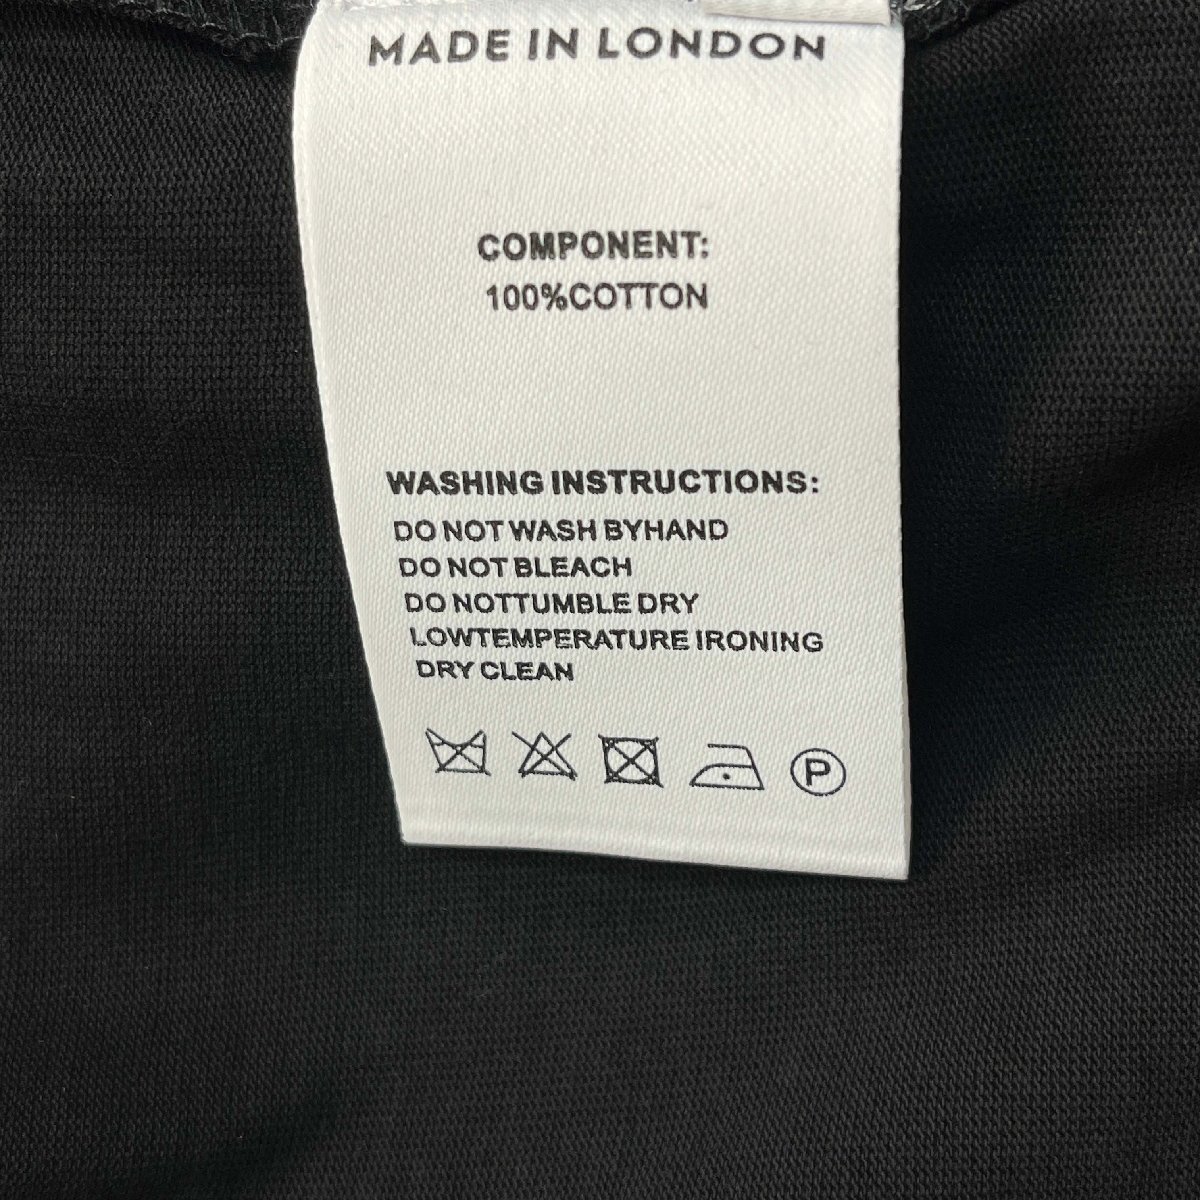 MADE IN LONDON
COMPONENT:
100%COTTON
WASHING INSTRUCTIONS:
DO NOT WASH BYHAND
DO NOT BLEACH
DO NOTTUMBLE DRY
LOWTEMPERATURE IRONING
DRY CLEAN
P